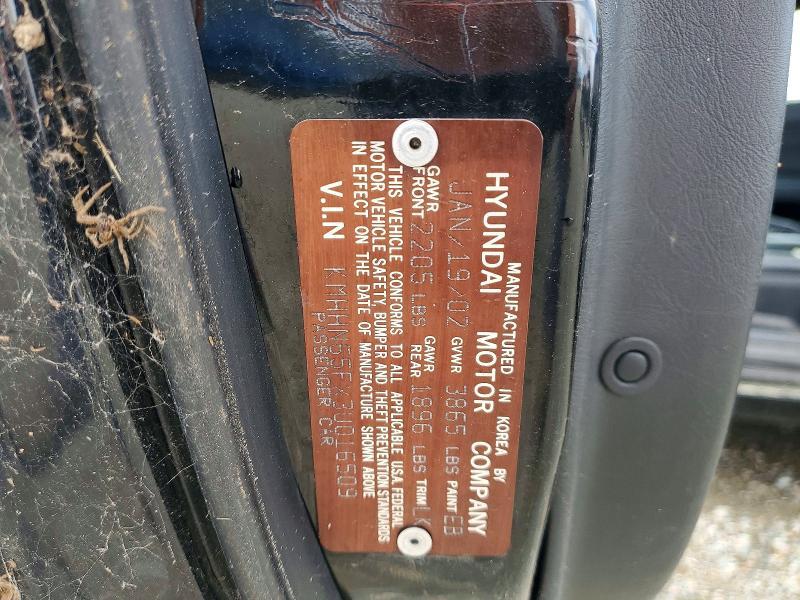 MANUFACTURED IN KOREA BY
HYUNDAI MOTOR COMPANY
JAN/19/02 GVWR 3865 LBS PAINT EB
GAWR FRONT 2205 LBS GAWR REAR 1896 LBS TRIM LK
THIS VEHICLE CONFORMS TO ALL APPLICABLE USA FEDERAL
MOTOR VEHICLE SAFETY, BUMPER AND THEFT PREVENTION STANDARDS
IN EFFECT ON THE DATE OF MANUFACTURE SHOWN ABOVE
V.I.N KMHHN65FX3U016509
PASSENGER CAR